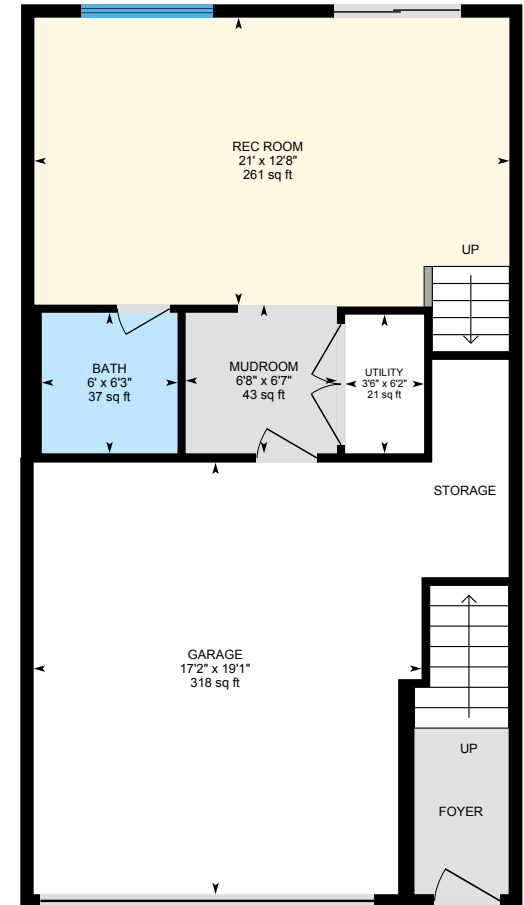 REC ROOM
21' x 12'8"
261 sq ft
UP
BATH
6' x 6'3"
37 sq ft
MUDROOM
6'8" x 6'7"
43 sq ft
UTILITY
3'6" x 6'2"
21 sq ft
STORAGE
GARAGE
17'2" x 19'1"
318 sq ft
UP
FOYER